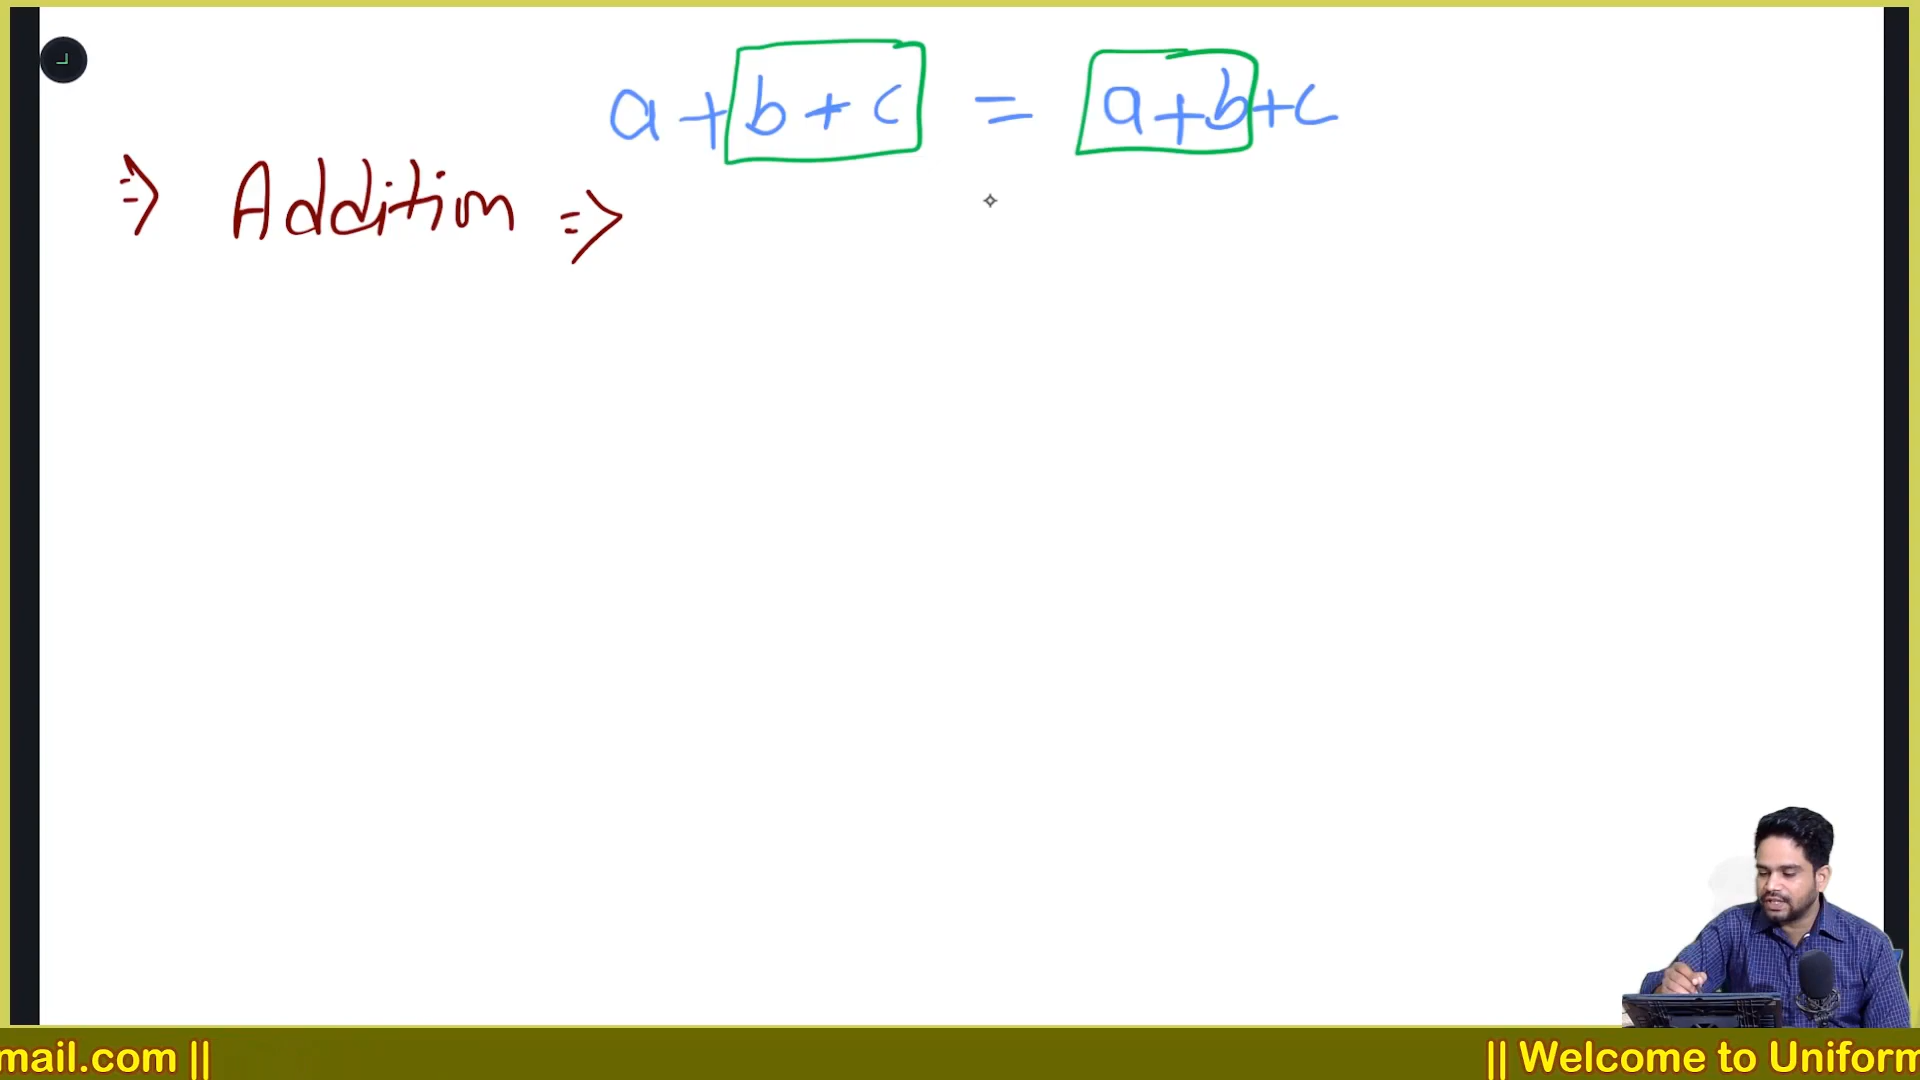 a + b + c = a + b + c
⇒ Addition ⇒
mail.com || || Welcome to Uniform